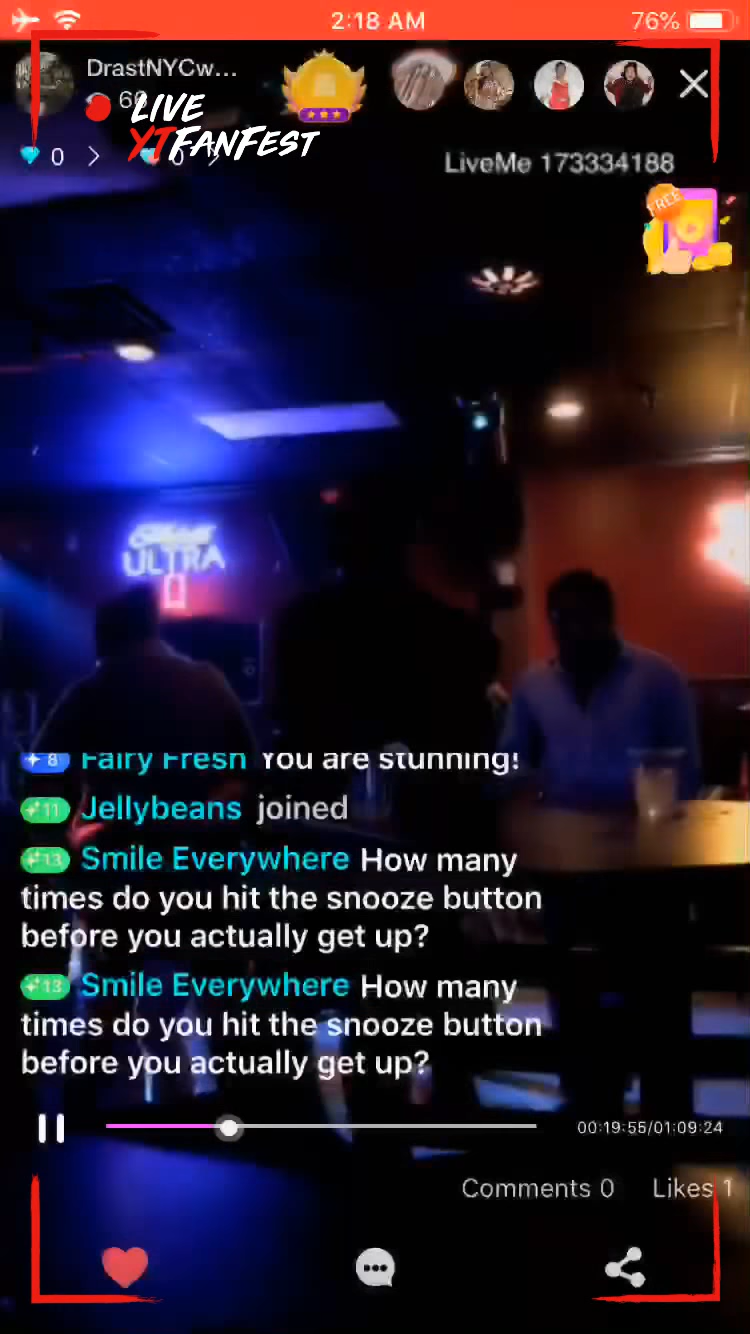 2:18 AM
76%
DrastNYCw...
LIVE
YTFANFEST
0
LiveMe 173334188
FREE
ULTRA
8 Fairy Fresh You are stunning!
11 Jellybeans joined
13 Smile Everywhere How many
times do you hit the snooze button
before you actually get up?
13 Smile Everywhere How many
times do you hit the snooze button
before you actually get up?
00:19:55/01:09:24
Comments 0
Likes 1